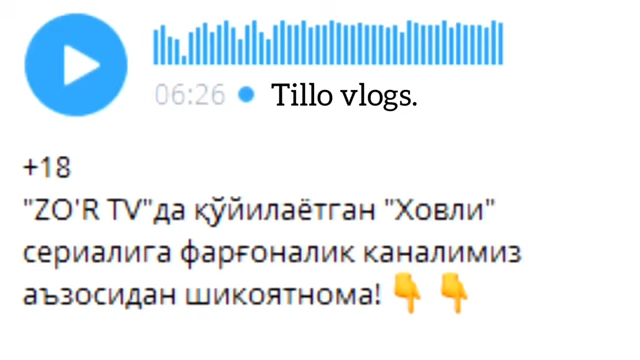 06:26 ● Tillo vlogs.
+18
"ZO'R TV"да қўйилаётган "Ховли"
сериалига фарғоналик каналимиз
аъзосидан шикоятнома! 👇 👇